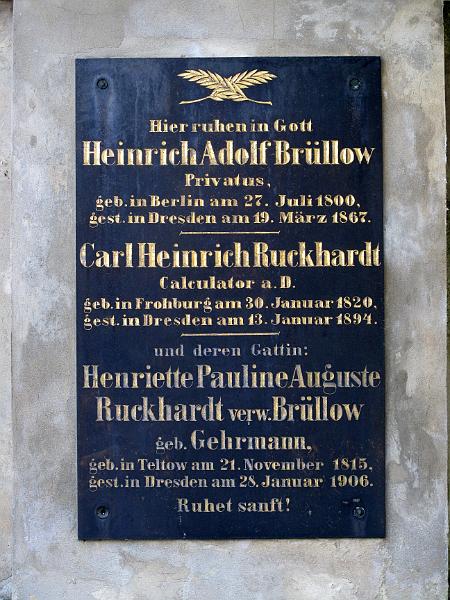 Hier ruhen in Gott
Heinrich Adolf Brüllow
Privatus,
geb. in Berlin am 27. Juli 1800,
gest. in Dresden am 19. März 1867.
Carl Heinrich Ruckhardt
Calculator a. D.
geb. in Frohburg am 30. Januar 1820,
gest. in Dresden am 13. Januar 1894.
und deren Gattin:
Henriette Pauline Auguste
Ruckhardt verw. Brüllow
geb. Gehrmann,
geb. in Teltow am 21. November 1815,
gest. in Dresden am 28. Januar 1906.
Ruhet sanft!